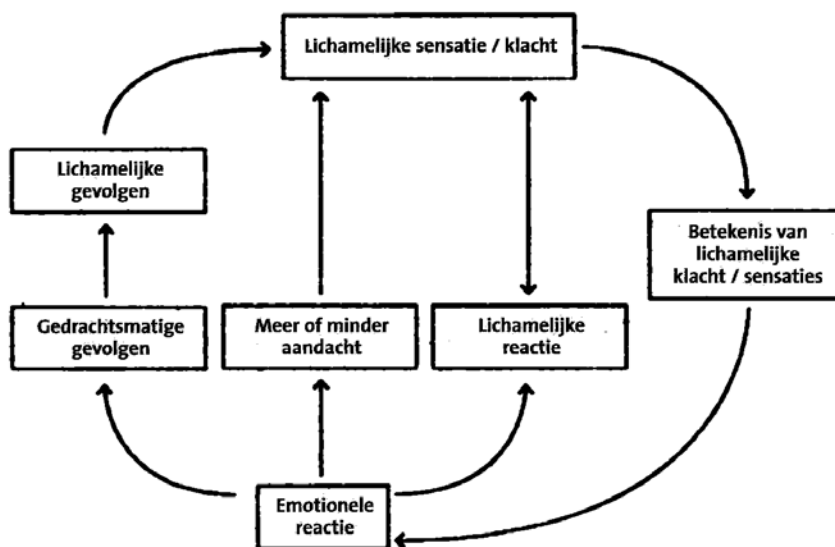 Lichamelijke sensatie / klacht
Lichamelijke
gevolgen
Betekenis van
lichamelijke
klacht / sensaties
Gedrachtsmatige
gevolgen
Meer of minder
aandacht
Lichamelijke
reactie
Emotionele
reactie